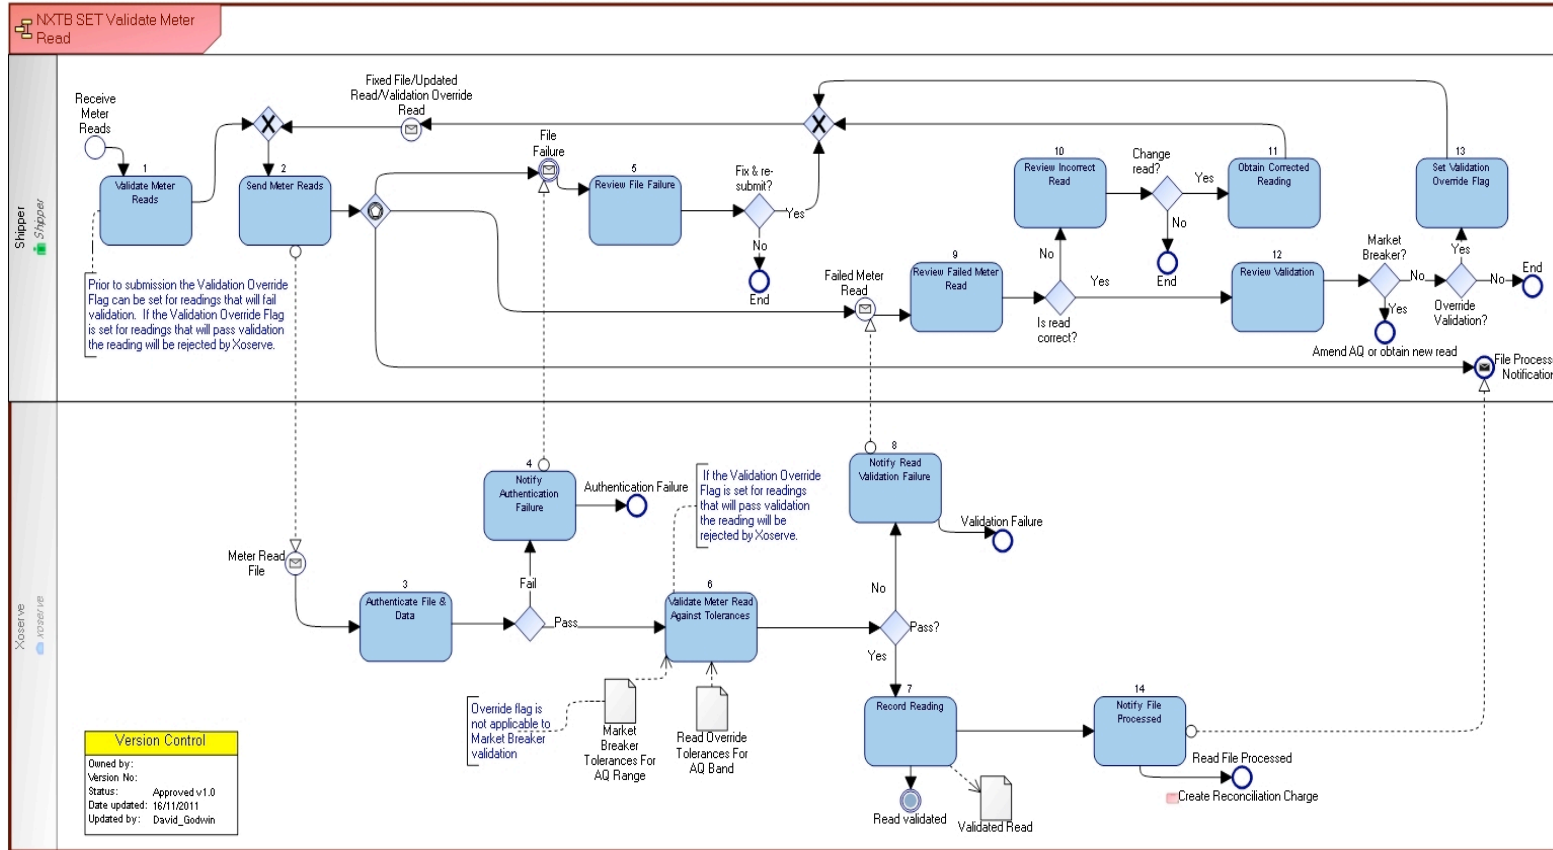 NXTB SET Validate Meter
Read
Shipper
Shipper
Receive
Meter
Reads
1
Validate Meter
Reads
2
Send Meter Reads
Fixed File/Updated
Read/Validation Override
Read
File
Failure
5
Review File Failure
Fix & re-
submit?
Yes
No
End
Prior to submission the Validation Override
Flag can be set for readings that will fail
validation. If the Validation Override Flag
is set for readings that will pass validation
the reading will be rejected by Xoserve.
Failed Meter
Read
9
Review Failed Meter
Read
Is read
correct?
No
Yes
10
Review Incorrect
Read
Change
read?
Yes
No
End
11
Obtain Corrected
Reading
12
Review Validation
Market
Breaker?
No
Yes
Amend AQ or obtain new read
13
Set Validation
Override Flag
Yes
Override
Validation?
No
End
File Process
Notification
Xoserve
xoserve
Meter Read
File
3
Authenticate File &
Data
4
Notify
Authentication
Failure
Authentication Failure
Fail
Pass
If the Validation Override
Flag is set for readings
that will pass validation
the reading will be
rejected by Xoserve.
6
Validate Meter Read
Against Tolerances
Override flag is
not applicable to
Market Breaker
validation
Market
Breaker
Tolerances For
AQ Range
Read Override
Tolerances For
AQ Band
8
Notify Read
Validation Failure
Validation Failure
No
Pass?
Yes
7
Record Reading
Read validated
Validated Read
14
Notify File
Processed
Read File Processed
Create Reconciliation Charge
Version Control
Owned by:
Version No:
Status: Approved v1.0
Date updated: 16/11/2011
Updated by: David_Godwin